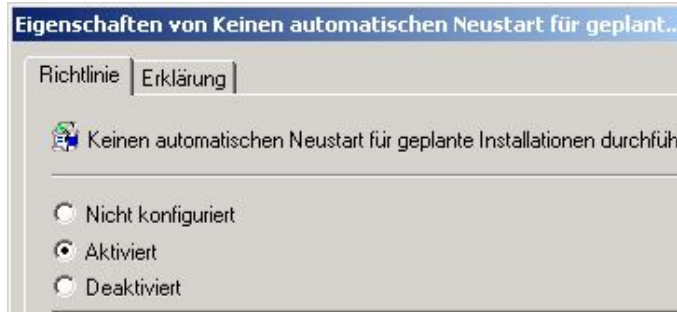 Eigenschaften von Keinen automatischen Neustart für geplant...
Richtlinie
Erklärung
Keinen automatischen Neustart für geplante Installationen durchfüh
Nicht konfiguriert
Aktiviert
Deaktiviert